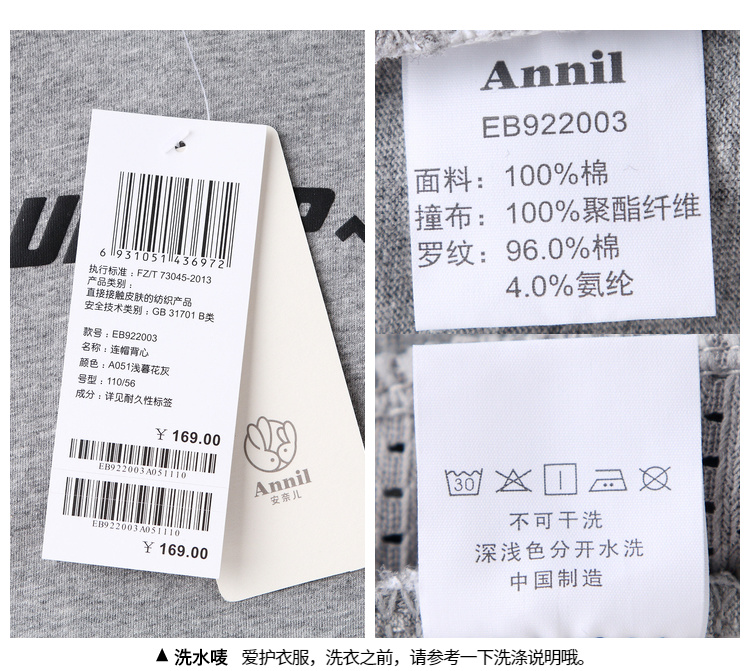 6 931051 436972
执行标准：FZ/T 73045-2013
产品类别：
直接接触皮肤的纺织产品
安全技术类别：GB 31701 B类
款号：EB922003
名称：连帽背心
颜色：A051浅暮花灰
号型：110/56
成分：详见耐久性标签
￥ 169.00
EB922003A051110
EB922003A051110
￥ 169.00
Annil
安奈儿
Annil
EB922003
面料：100%棉
撞布：100%聚酯纤维
罗纹：96.0%棉
4.0%氨纶
30
不可干洗
深浅色分开水洗
中国制造
▲ 洗水唛 爱护衣服，洗衣之前，请参考一下洗涤说明哦。